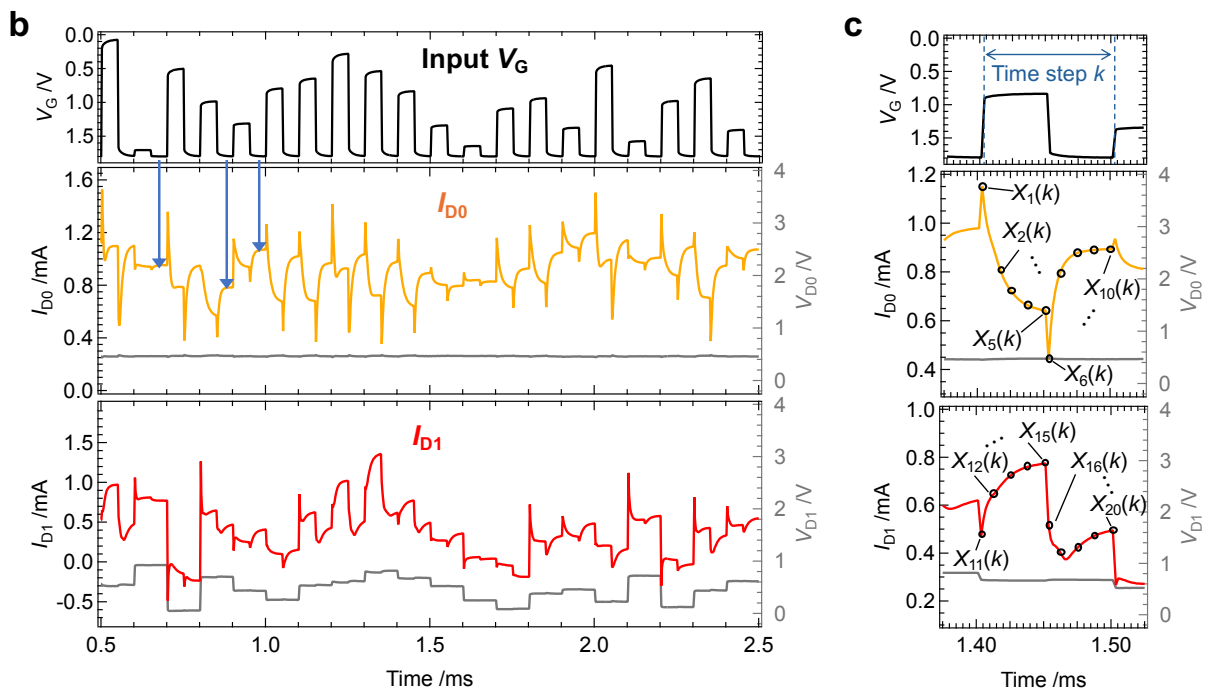 b
Input V_G
V_G /V
0.0
0.5
1.0
1.5
I_D0
I_D0 /mA
1.6
1.2
0.8
0.4
0.0
V_D0 /V
4
3
2
1
0
I_D1
I_D1 /mA
1.5
1.0
0.5
0.0
-0.5
V_D1 /V
4
3
2
1
0
0.5 1.0 1.5 2.0 2.5
Time /ms
c
V_G /V
0.0
0.5
1.0
1.5
Time step k
I_D0 /mA
1.2
1.0
0.8
0.6
0.4
X_1(k)
X_2(k)
X_10(k)
X_5(k)
X_6(k)
V_D0 /V
4
3
2
1
0
I_D1 /mA
1.0
0.8
0.6
0.4
0.2
X_15(k)
X_12(k)
X_16(k)
X_20(k)
X_11(k)
V_D1 /V
4
3
2
1
0
1.40 1.50
Time /ms